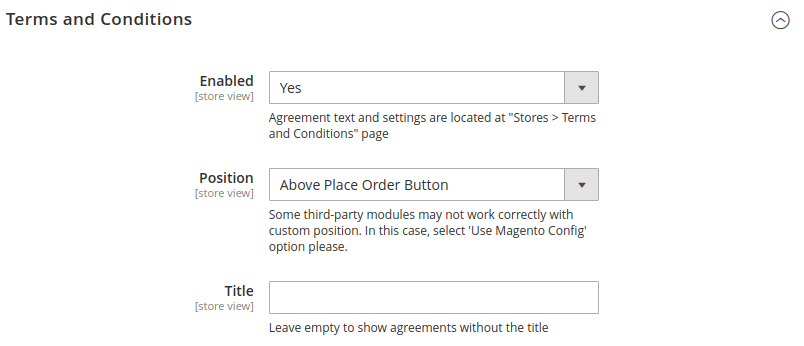 Terms and Conditions
Enabled
[store view]
Yes
Agreement text and settings are located at "Stores > Terms
and Conditions" page
Position
[store view]
Above Place Order Button
Some third-party modules may not work correctly with
custom position. In this case, select 'Use Magento Config'
option please.
Title
[store view]
Leave empty to show agreements without the title